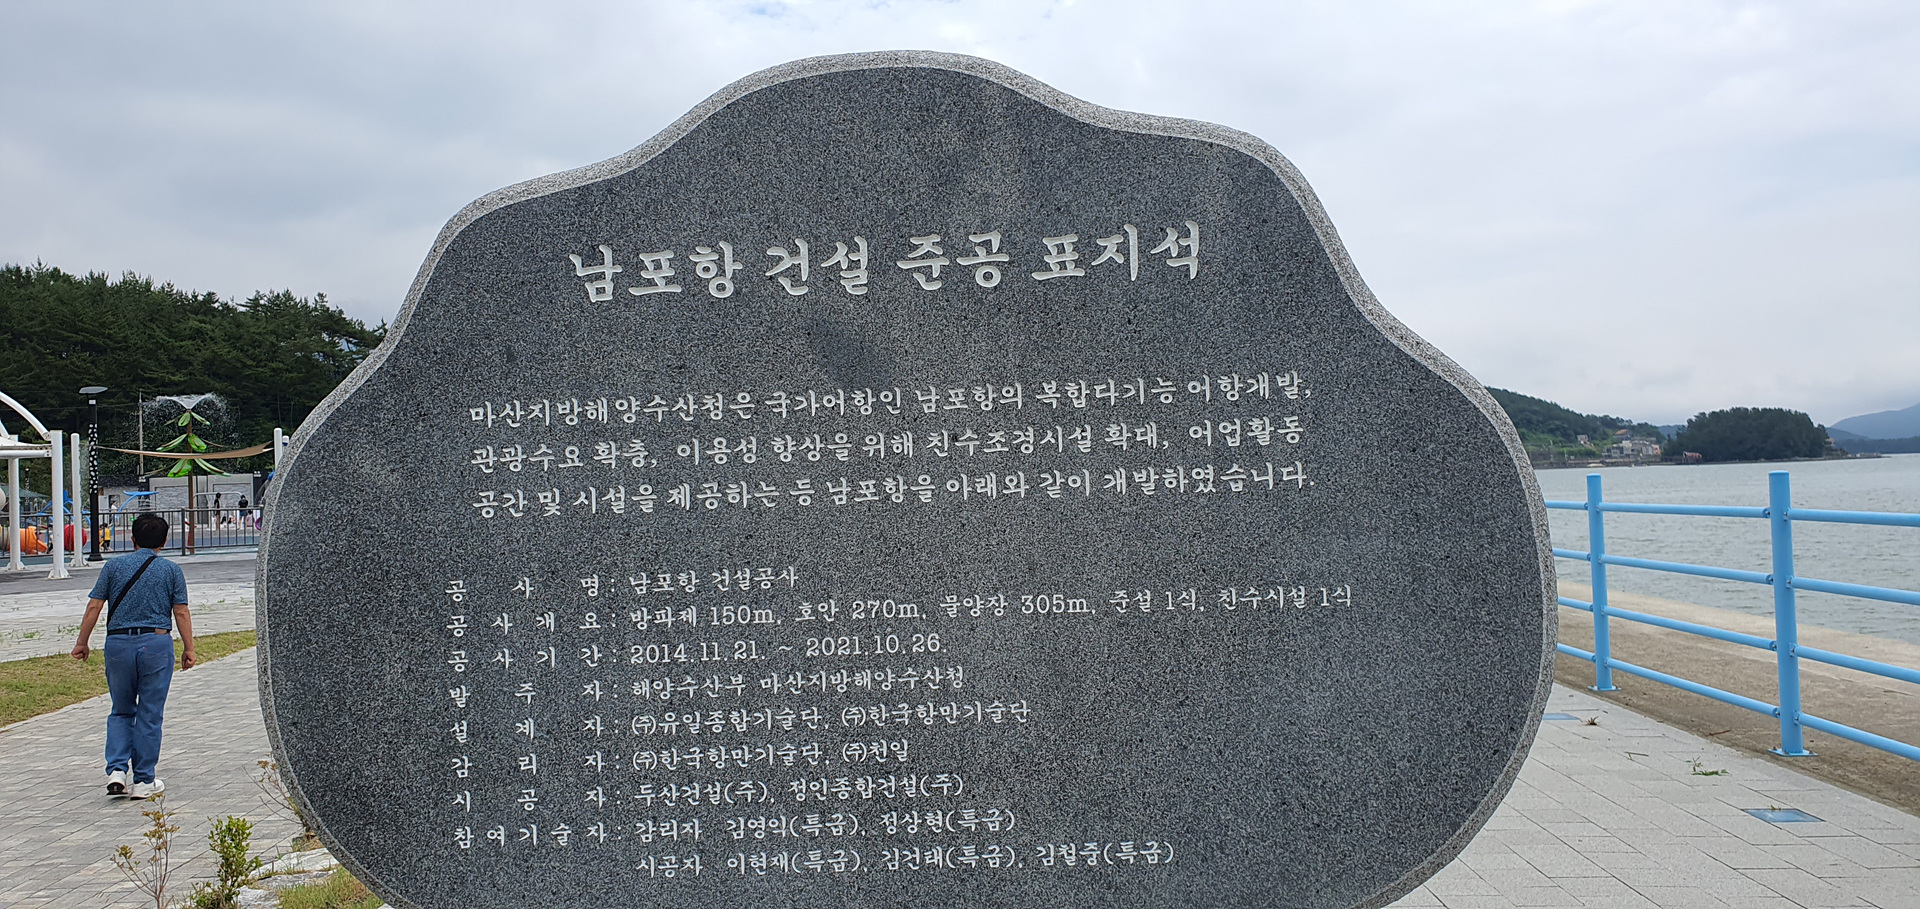 남포항 건설 준공 표지석
마산지방해양수산청은 국가어항인 남포항의 복합다기능 어항개발,
관광수요 확충, 이용성 향상을 위해 친수조경시설 확대, 어업활동
공간 및 시설을 제공하는 등 남포항을 아래와 같이 개발하였습니다.
공 사 명 : 남포항 건설공사
공 사 개 요 : 방파제 150m, 호안 270m, 물양장 305m, 준설 1식, 친수시설 1식
공 사 기 간 : 2014.11.21. ~ 2021.10.26.
발 주 자 : 해양수산부 마산지방해양수산청
설 계 자 : ㈜유일종합기술단, ㈜한국항만기술단
감 리 자 : ㈜한국항만기술단, ㈜천일
시 공 자 : 두산건설(주), 정인종합건설(주)
참 여 기 술 자 : 감리자 김영익(특급), 정상현(특급)
시공자 이현재(특급), 김건태(특급), 김철중(특급)